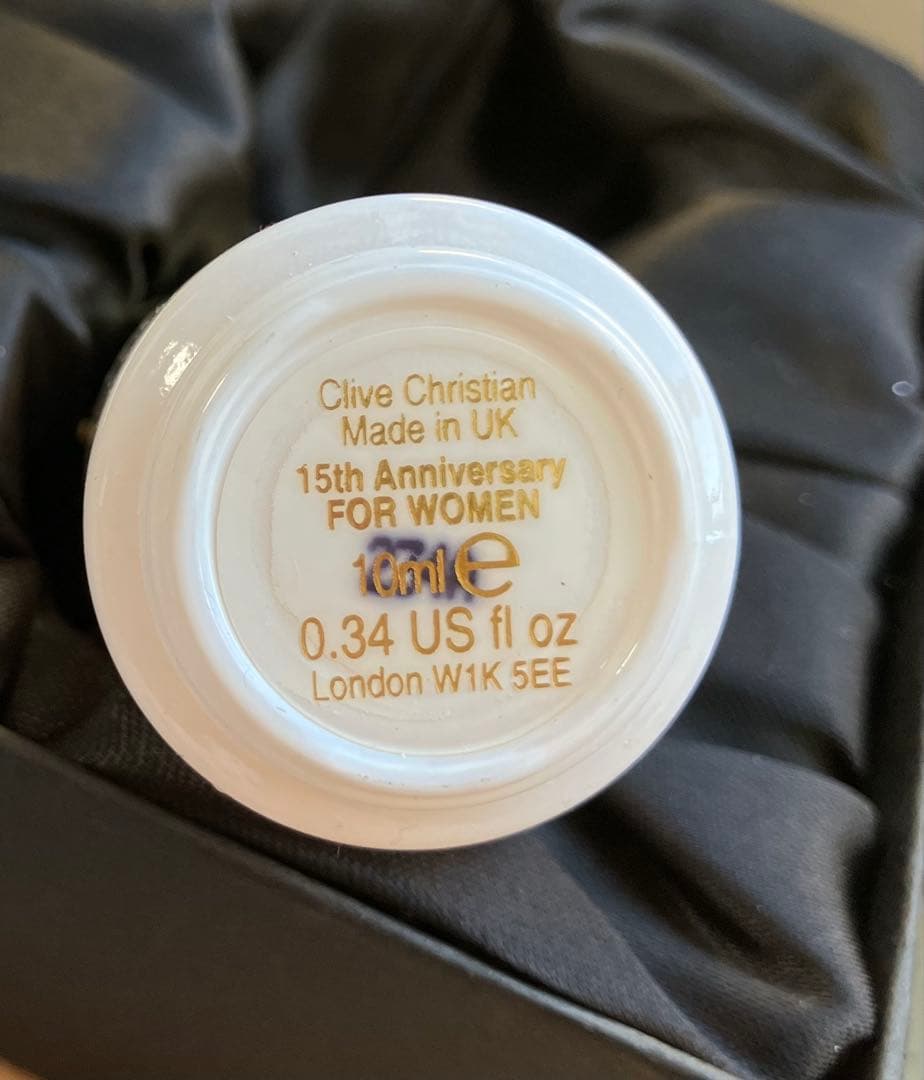 Clive Christian
Made in UK
15th Anniversary
FOR WOMEN
10ml e
0.34 US fl oz
London W1K 5EE